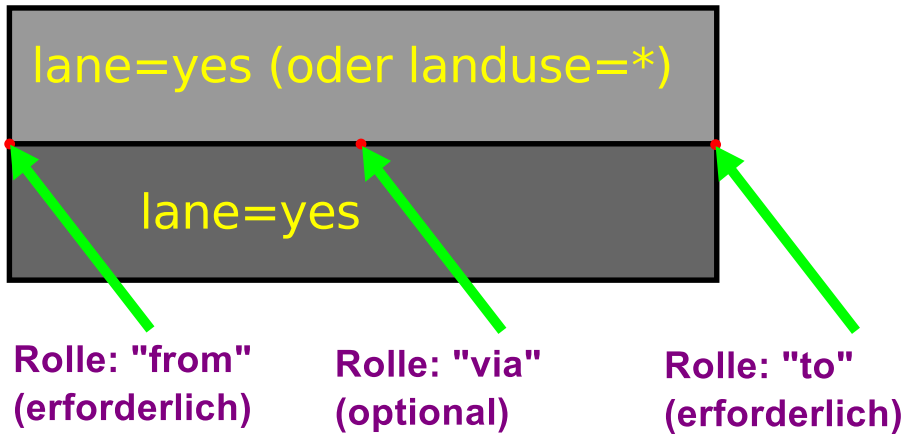 lane=yes (oder landuse=*)
lane=yes
Rolle: "from"
(erforderlich)
Rolle: "via"
(optional)
Rolle: "to"
(erforderlich)